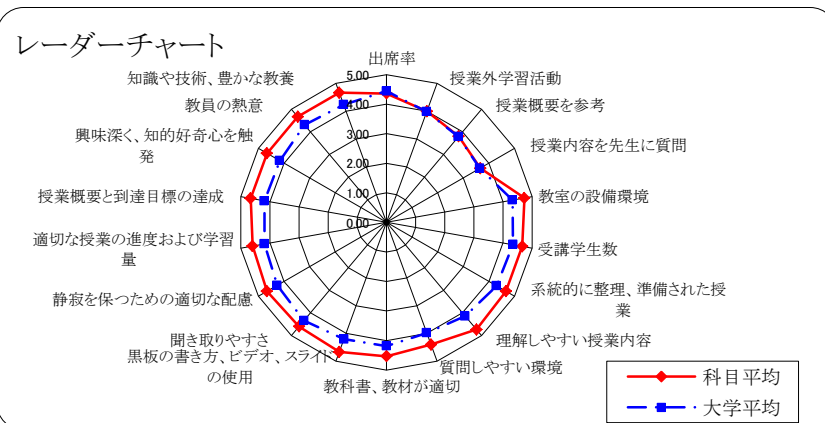 レーダーチャート
出席率
授業外学習活動
授業概要を参考
授業内容を先生に質問
教室の設備環境
受講学生数
系統的に整理、準備された授
業
理解しやすい授業内容
質問しやすい環境
教科書、教材が適切
黒板の書き方、ビデオ、スライド
の使用
聞き取りやすさ
静寂を保つための適切な配慮
適切な授業の進度および学習
量
授業概要と到達目標の達成
興味深く、知的好奇心を触
発
教員の熱意
知識や技術、豊かな教養
5.00
4.00
3.00
2.00
1.00
0.00
科目平均
大学平均